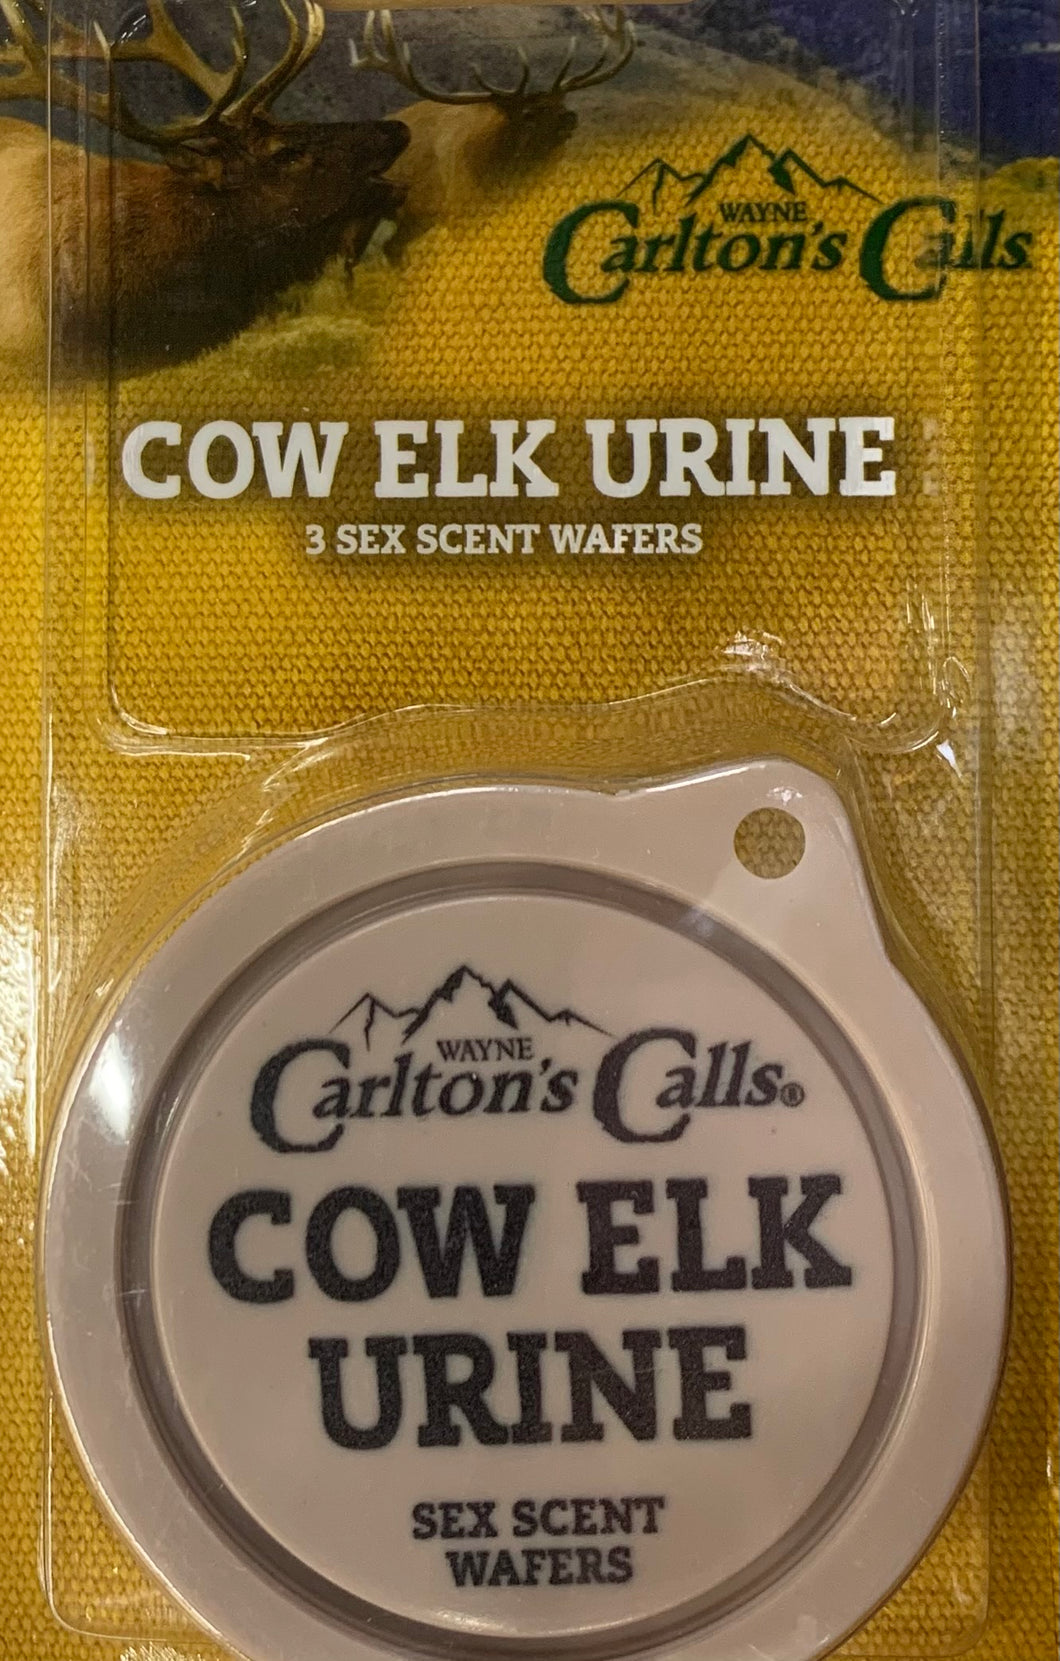 WAYNE
Carlton's Calls
COW ELK URINE
3 SEX SCENT WAFERS
WAYNE
Carlton's Calls®
COW ELK
URINE
SEX SCENT
WAFERS